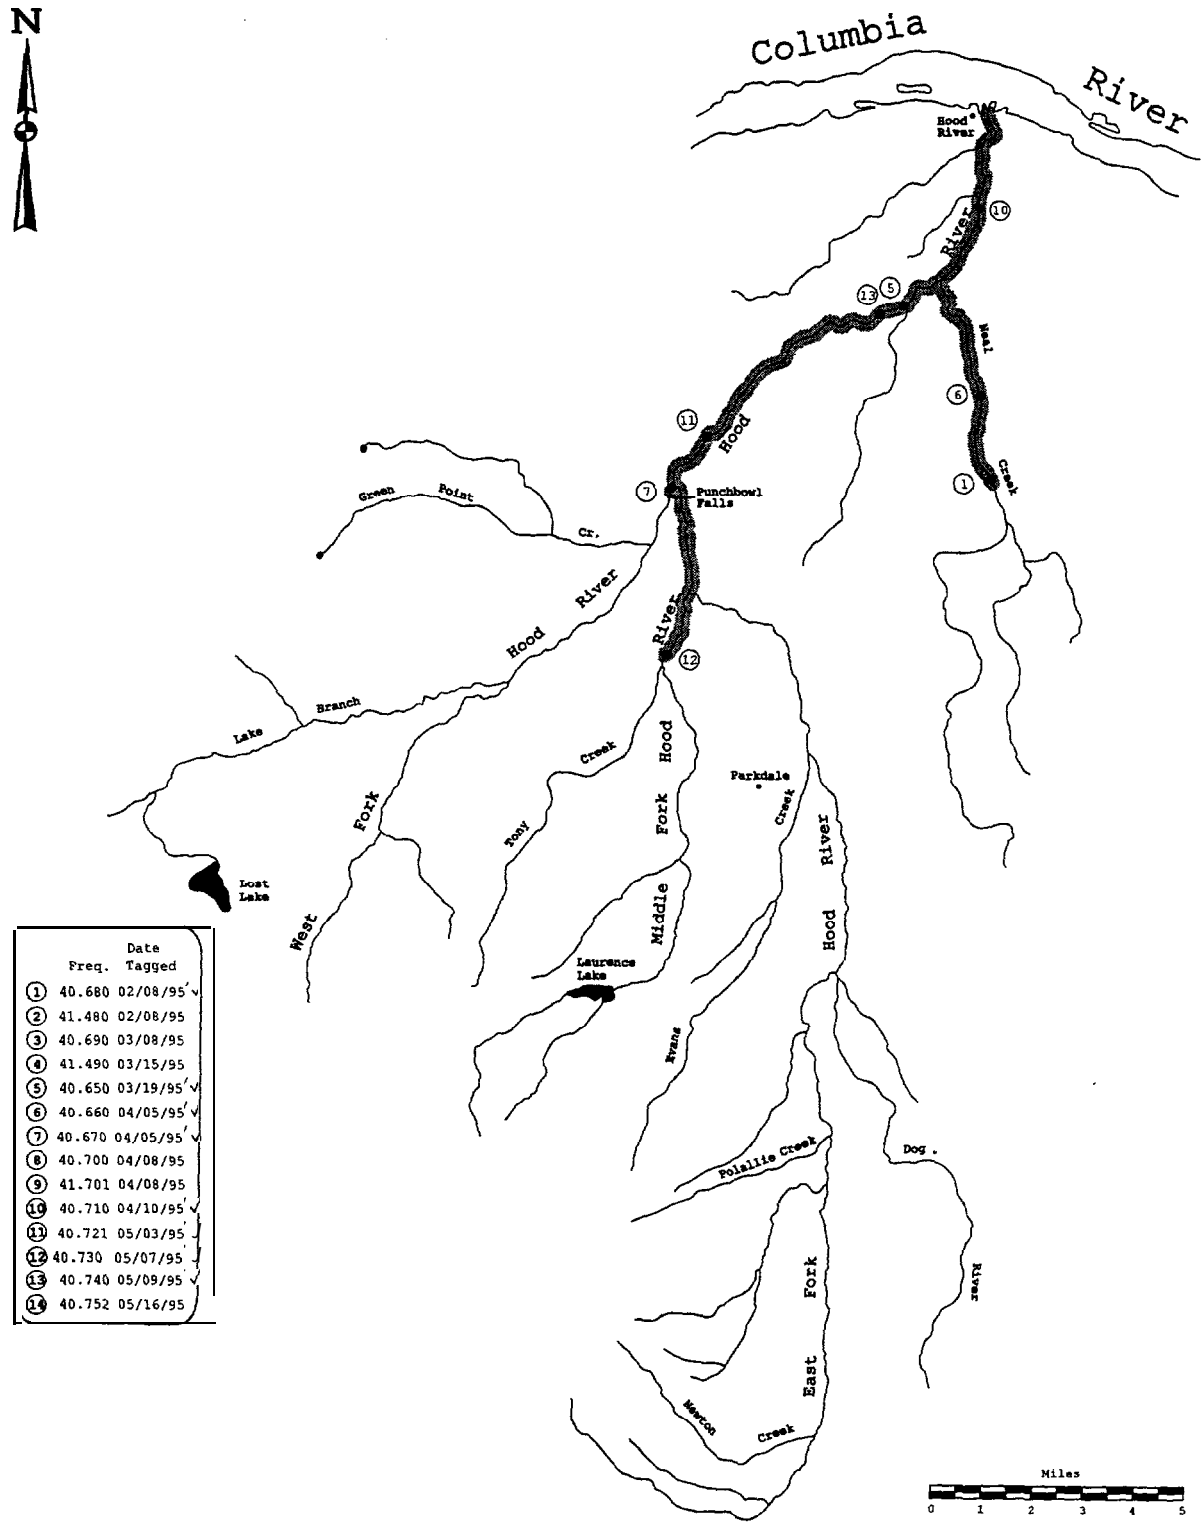 N
Columbia
River
Hood
River
River
10
13
5
Neal
6
11
Hood
1
Creek
7
Punchbowl
Falls
Green Point Cr.
River
Hood
River
12
Branch
Lake
Hood
Creek
Parkdale
Creek
Fork
Fork
River
Tony
Lost
Lake
Middle
West
Hood
Laurence
Lake
Evans
Date
Freq. Tagged
1 40.680 02/08/95 ✓
2 41.480 02/08/95
3 40.690 03/08/95
4 41.490 03/15/95
5 40.650 03/19/95 ✓
6 40.660 04/05/95 ✓
7 40.670 04/05/95 ✓
8 40.700 04/08/95
9 41.701 04/08/95
10 40.710 04/10/95 ✓
11 40.721 05/03/95 ✓
12 40.730 05/07/95 ✓
13 40.740 05/09/95 ✓
14 40.752 05/16/95
Polallie Creek
Dog
River
Fork
East
Newton
Creek
Miles
0 1 2 3 4 5